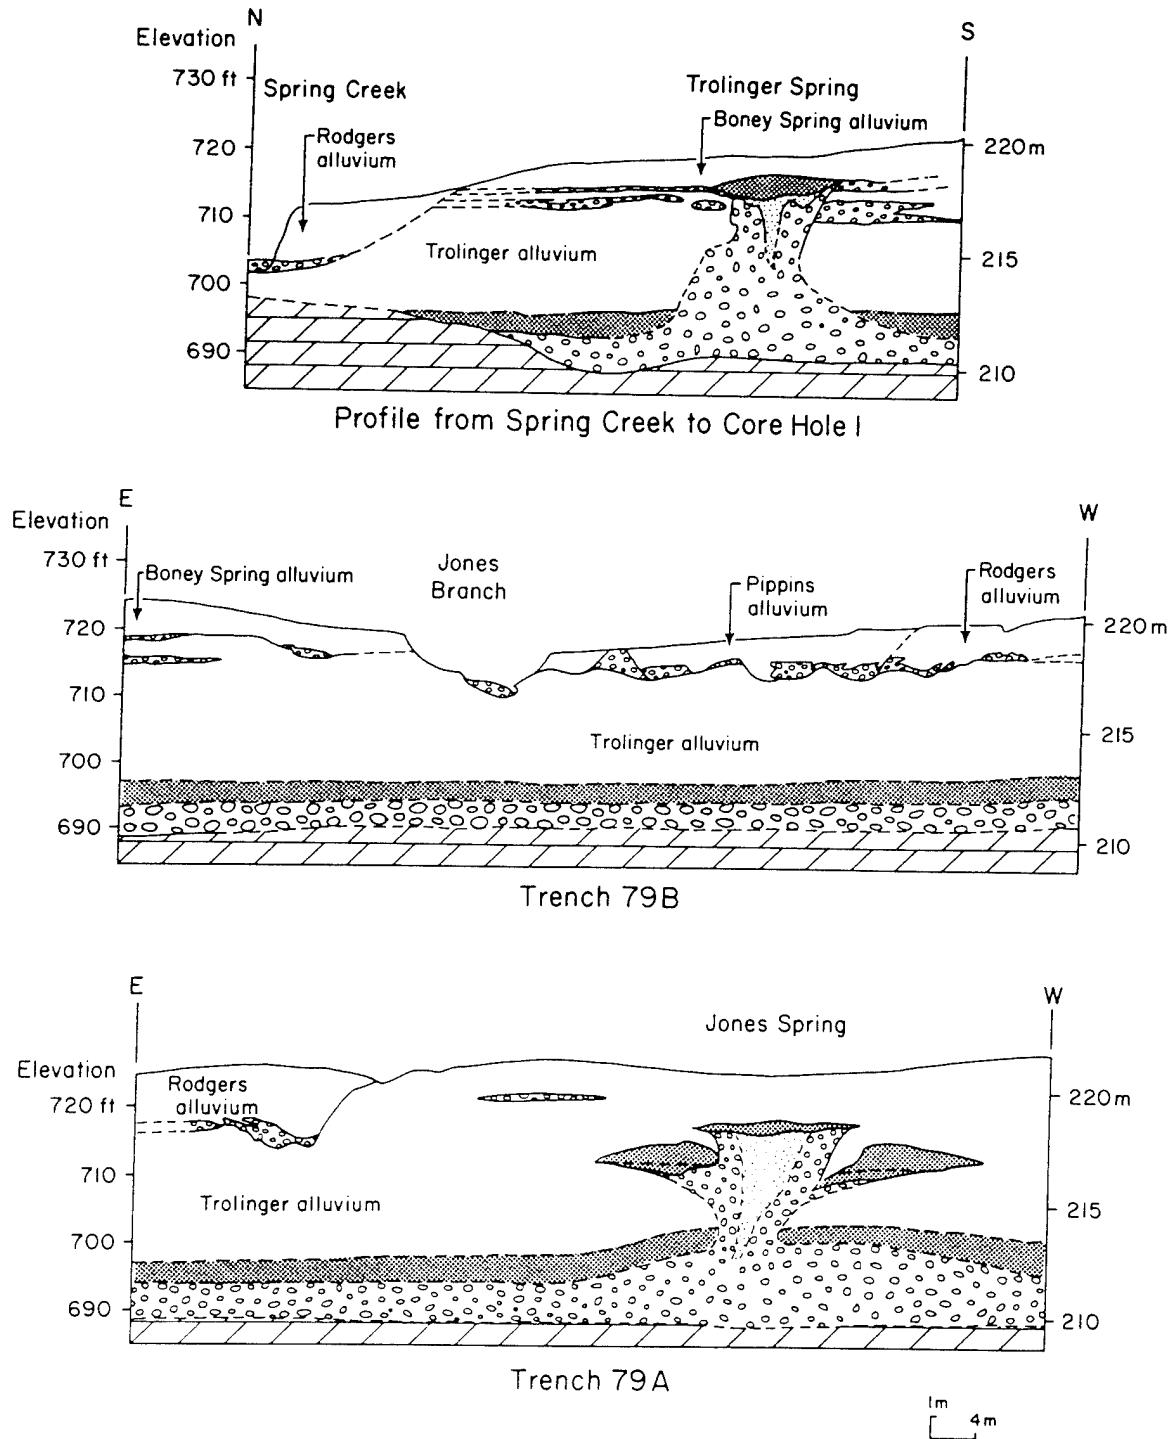 N
S
Elevation
730 ft
Spring Creek
Trolinger Spring
Rodgers
alluvium
Boney Spring alluvium
720
220 m
710
Trolinger alluvium
215
700
690
210
Profile from Spring Creek to Core Hole I
E
W
Elevation
730 ft
Jones
Branch
Boney Spring alluvium
Pippins
alluvium
Rodgers
alluvium
720
220 m
710
Trolinger alluvium
215
700
690
210
Trench 79B
E
W
Jones Spring
Elevation
Rodgers
alluvium
720 ft
220 m
710
Trolinger alluvium
215
700
690
210
Trench 79A
1m
4m